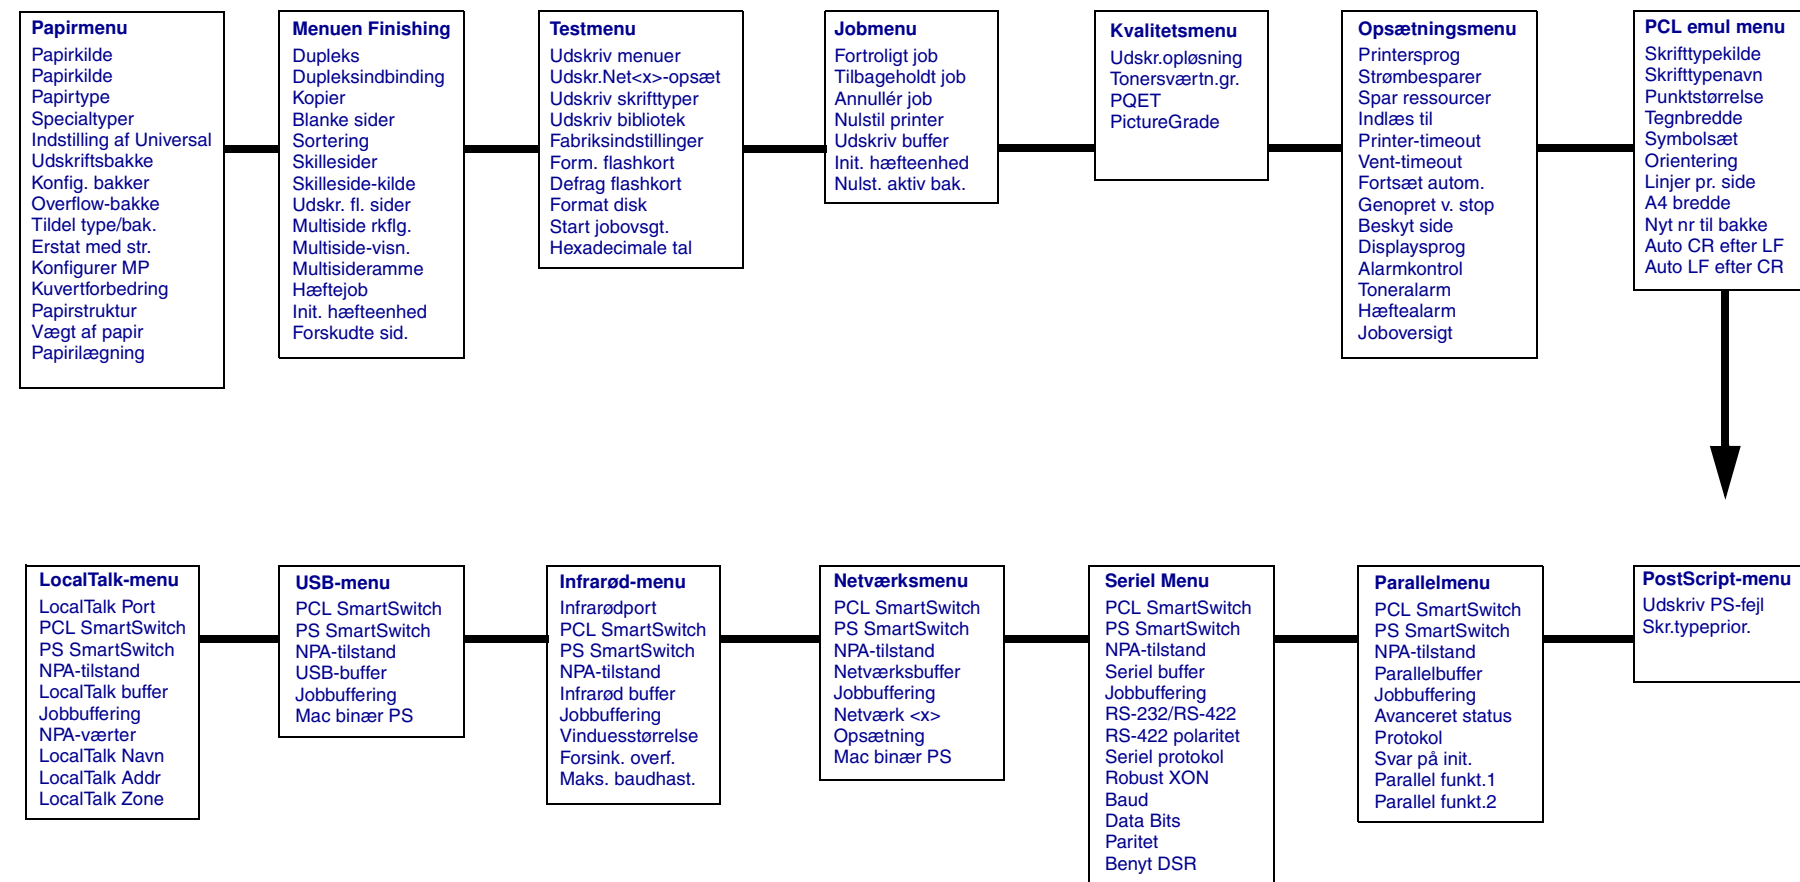 Papirmenu
Papirkilde
Papirkilde
Papirtype
Specialtyper
Indstilling af Universal
Udskriftsbakke
Konfig. bakker
Overflow-bakke
Tildel type/bak.
Erstat med str.
Konfigurer MP
Kuvertforbedring
Papirstruktur
Vægt af papir
Papirilægning
Menuen Finishing
Dupleks
Dupleksindbinding
Kopier
Blanke sider
Sortering
Skillesider
Skilleside-kilde
Udskr. fl. sider
Multiside rkflg.
Multiside-visn.
Multisideramme
Hæftejob
Init. hæfteenhed
Forskudte sid.
Testmenu
Udskriv menuer
Udskr.Net<x>-opsæt
Udskriv skrifttyper
Udskriv bibliotek
Fabriksindstillinger
Form. flashkort
Defrag flashkort
Format disk
Start jobovsgt.
Hexadecimale tal
Jobmenu
Fortroligt job
Tilbageholdt job
Annullér job
Nulstil printer
Udskriv buffer
Init. hæfteenhed
Nulst. aktiv bak.
Kvalitetsmenu
Udskr.opløsning
Tonersværtn.gr.
PQET
PictureGrade
Opsætningsmenu
Printersprog
Strømbesparer
Spar ressourcer
Indlæs til
Printer-timeout
Vent-timeout
Fortsæt autom.
Genopret v. stop
Beskyt side
Displaysprog
Alarmkontrol
Toneralarm
Hæftealarm
Joboversigt
PCL emul menu
Skrifttypekilde
Skrifttypenavn
Punktstørrelse
Tegnbredde
Symbolsæt
Orientering
Linjer pr. side
A4 bredde
Nyt nr til bakke
Auto CR efter LF
Auto LF efter CR
LocalTalk-menu
LocalTalk Port
PCL SmartSwitch
PS SmartSwitch
NPA-tilstand
LocalTalk buffer
Jobbuffering
NPA-værter
LocalTalk Navn
LocalTalk Addr
LocalTalk Zone
USB-menu
PCL SmartSwitch
PS SmartSwitch
NPA-tilstand
USB-buffer
Jobbuffering
Mac binær PS
Infrarød-menu
Infrarødport
PCL SmartSwitch
PS SmartSwitch
NPA-tilstand
Infrarød buffer
Jobbuffering
Vinduesstørrelse
Forsink. overf.
Maks. baudhast.
Netværksmenu
PCL SmartSwitch
PS SmartSwitch
NPA-tilstand
Netværksbuffer
Jobbuffering
Netværk <x>
Opsætning
Mac binær PS
Seriel Menu
PCL SmartSwitch
PS SmartSwitch
NPA-tilstand
Seriel buffer
Jobbuffering
RS-232/RS-422
RS-422 polaritet
Seriel protokol
Robust XON
Baud
Data Bits
Paritet
Benyt DSR
Parallelmenu
PCL SmartSwitch
PS SmartSwitch
NPA-tilstand
Parallelbuffer
Jobbuffering
Avanceret status
Protokol
Svar på init.
Parallel funkt.1
Parallel funkt.2
PostScript-menu
Udskriv PS-fejl
Skr.typeprior.